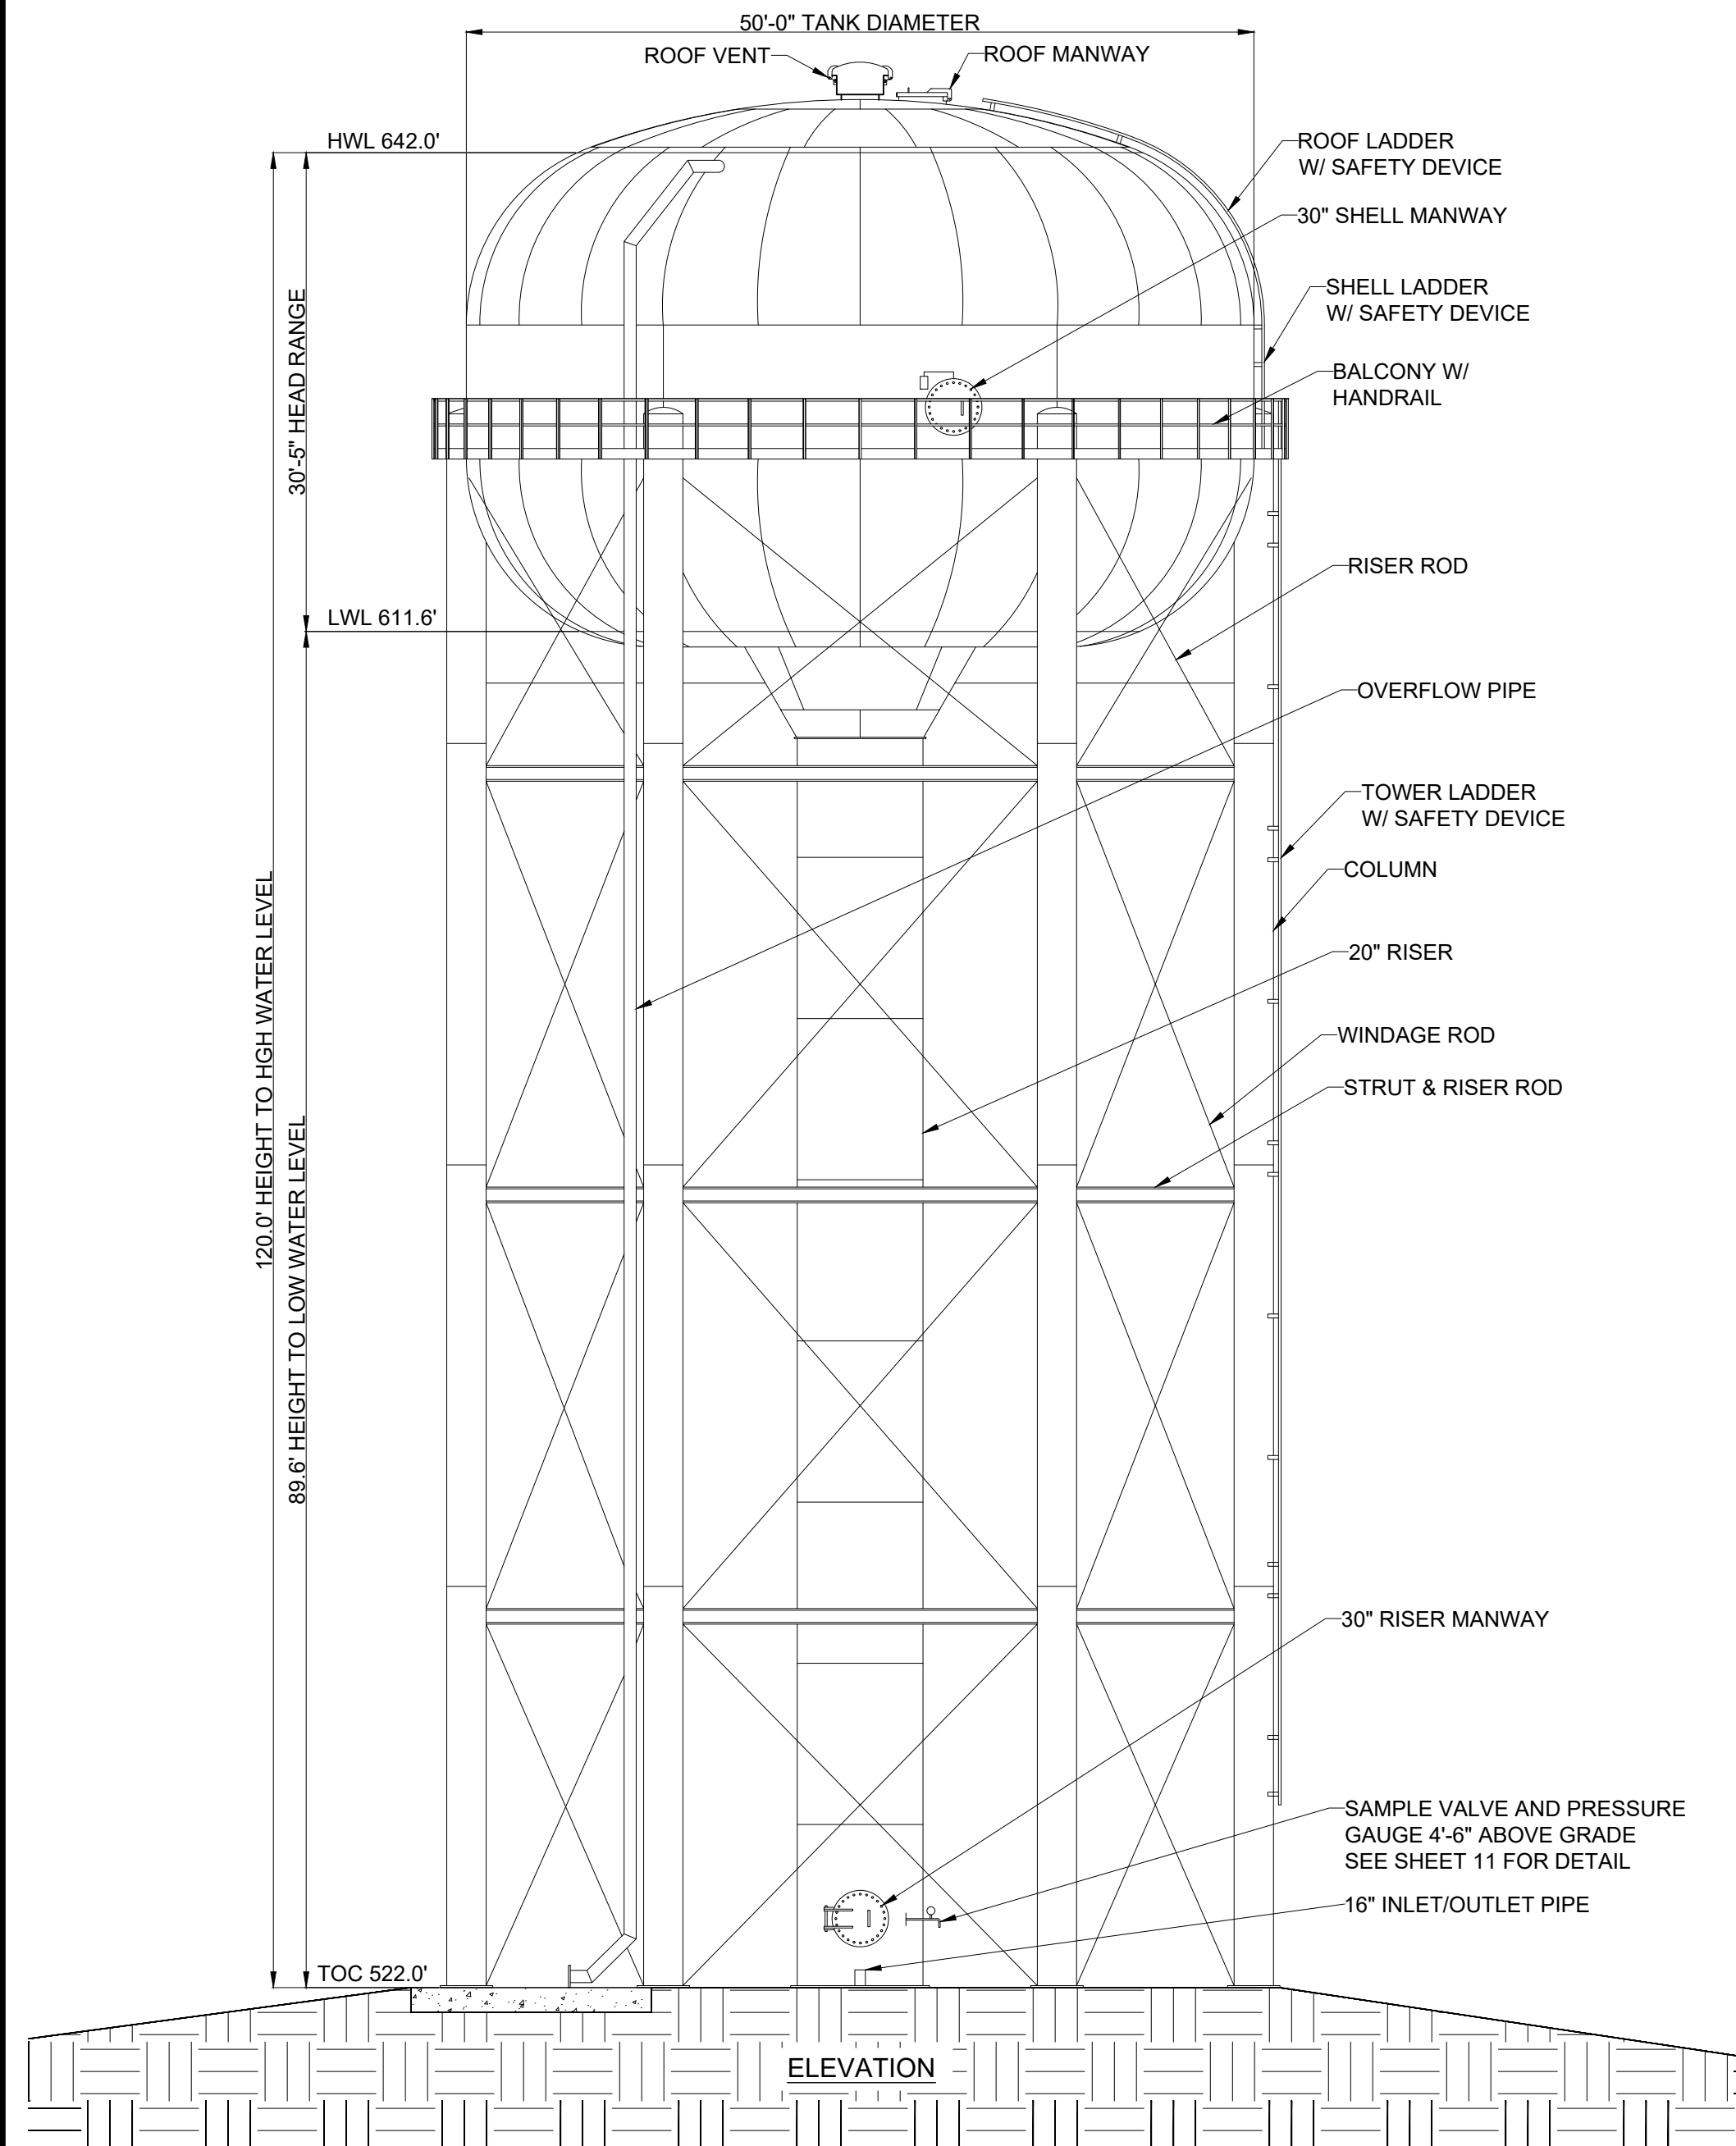 50'-0" TANK DIAMETER
ROOF VENT
ROOF MANWAY
HWL 642.0'
ROOF LADDER
W/ SAFETY DEVICE
30" SHELL MANWAY
SHELL LADDER
W/ SAFETY DEVICE
30'-5" HEAD RANGE
BALCONY W/
HANDRAIL
RISER ROD
LWL 611.6'
OVERFLOW PIPE
TOWER LADDER
W/ SAFETY DEVICE
COLUMN
120.0' HEIGHT TO HGH WATER LEVEL
20" RISER
WINDAGE ROD
STRUT & RISER ROD
89.6' HEIGHT TO LOW WATER LEVEL
30" RISER MANWAY
SAMPLE VALVE AND PRESSURE
GAUGE 4'-6" ABOVE GRADE
SEE SHEET 11 FOR DETAIL
16" INLET/OUTLET PIPE
TOC 522.0'
ELEVATION